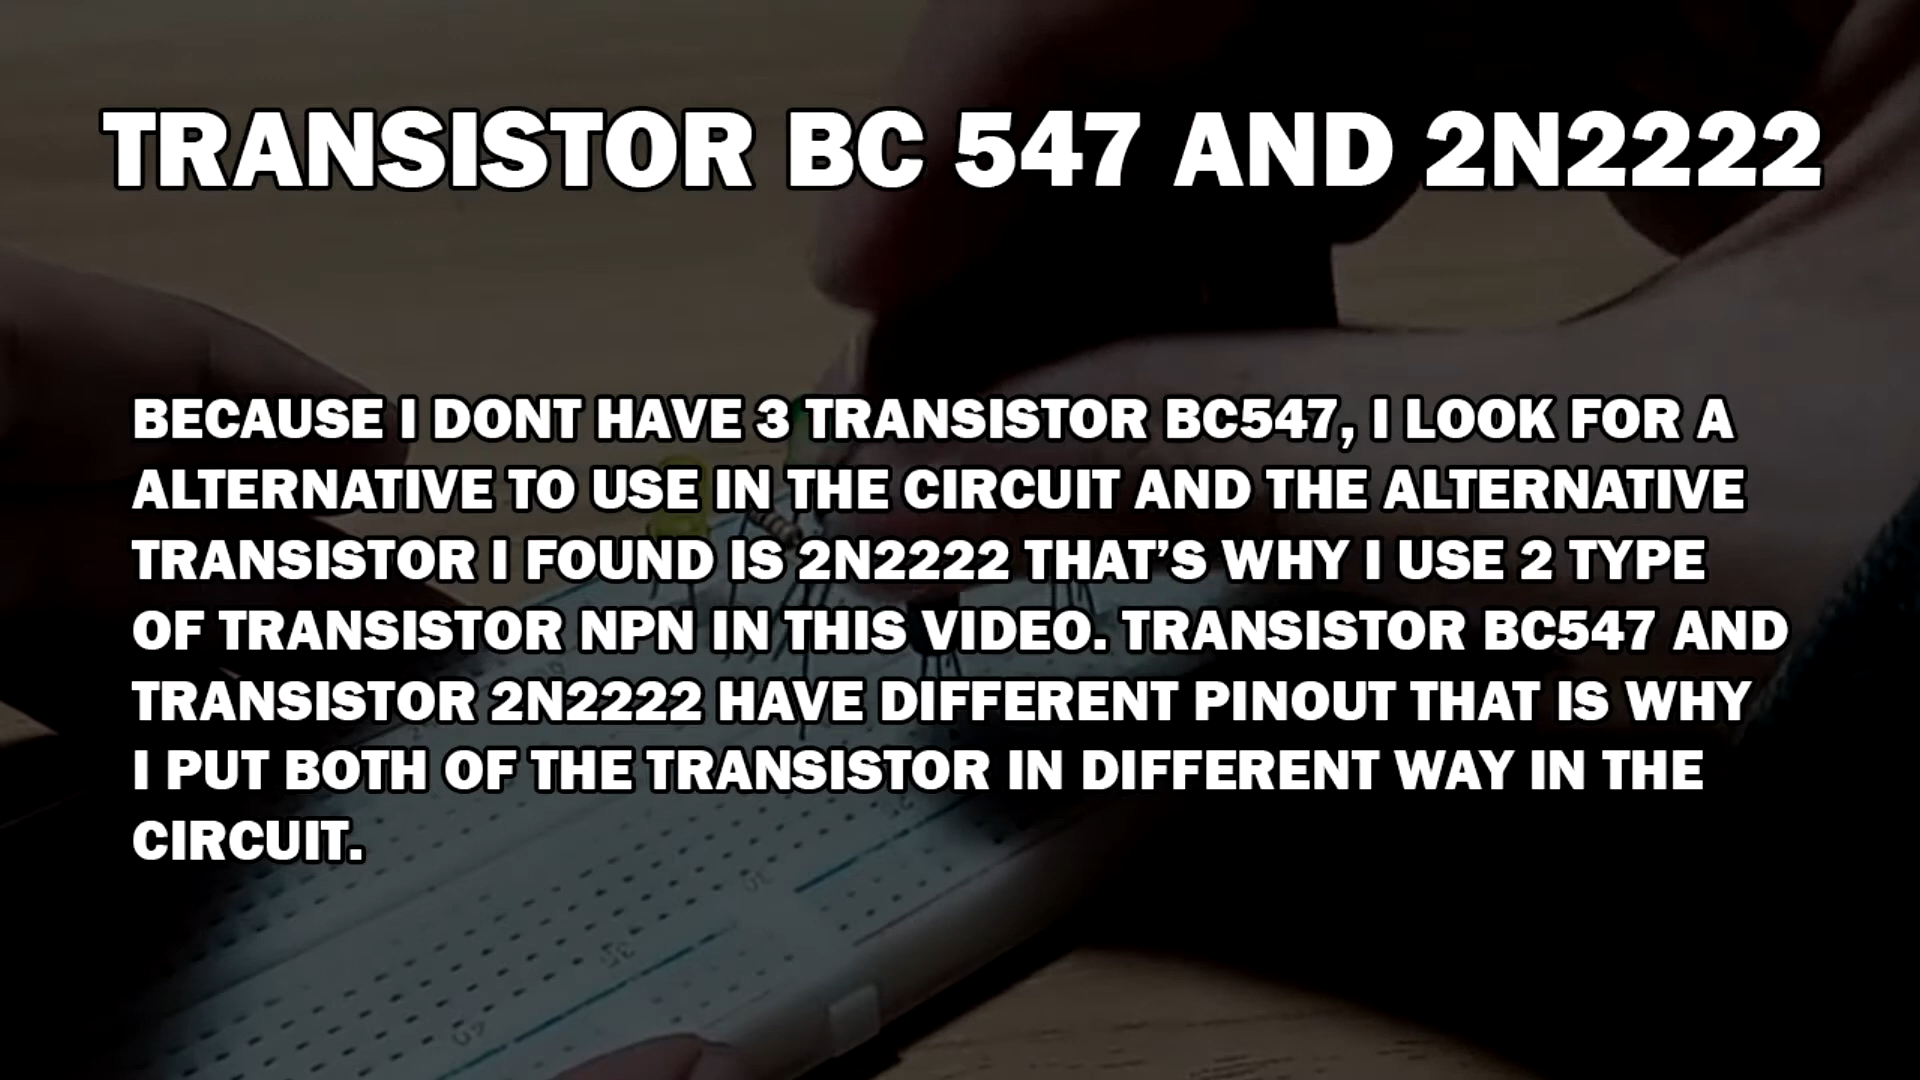 TRANSISTOR BC 547 AND 2N2222
BECAUSE I DONT HAVE 3 TRANSISTOR BC547, I LOOK FOR A
ALTERNATIVE TO USE IN THE CIRCUIT AND THE ALTERNATIVE
TRANSISTOR I FOUND IS 2N2222 THAT’S WHY I USE 2 TYPE
OF TRANSISTOR NPN IN THIS VIDEO. TRANSISTOR BC547 AND
TRANSISTOR 2N2222 HAVE DIFFERENT PINOUT THAT IS WHY
I PUT BOTH OF THE TRANSISTOR IN DIFFERENT WAY IN THE
CIRCUIT.